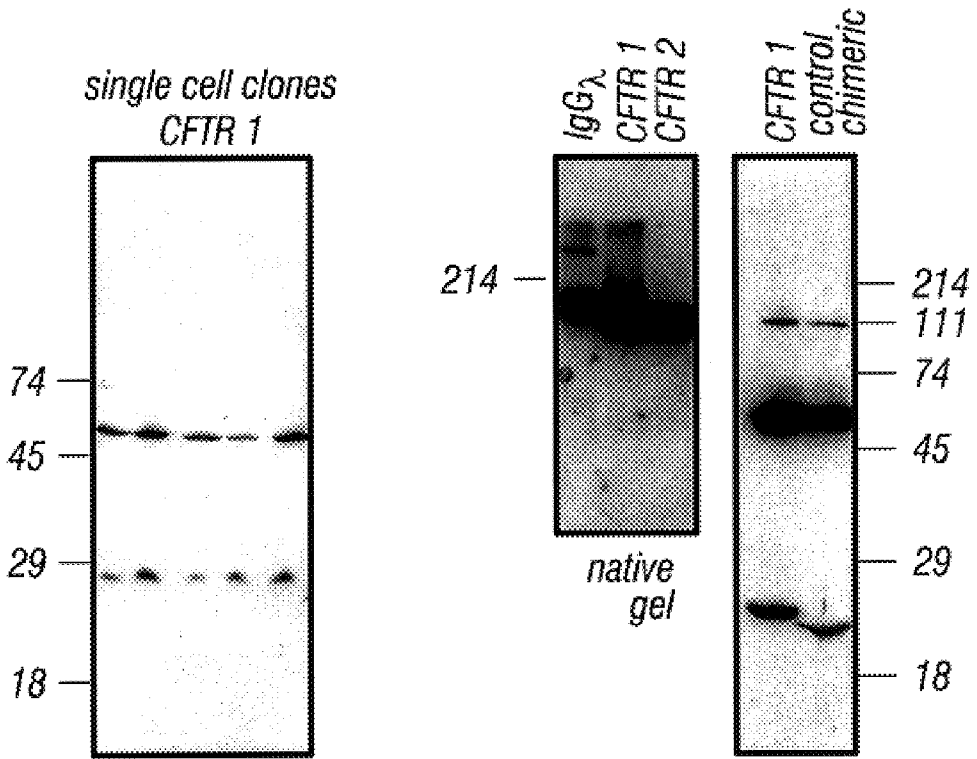 single cell clones
CFTR 1
74
45
29
18
IgGλ
CFTR 1
CFTR 2
214
native
gel
CFTR 1
control
chimeric
214
111
74
45
29
18